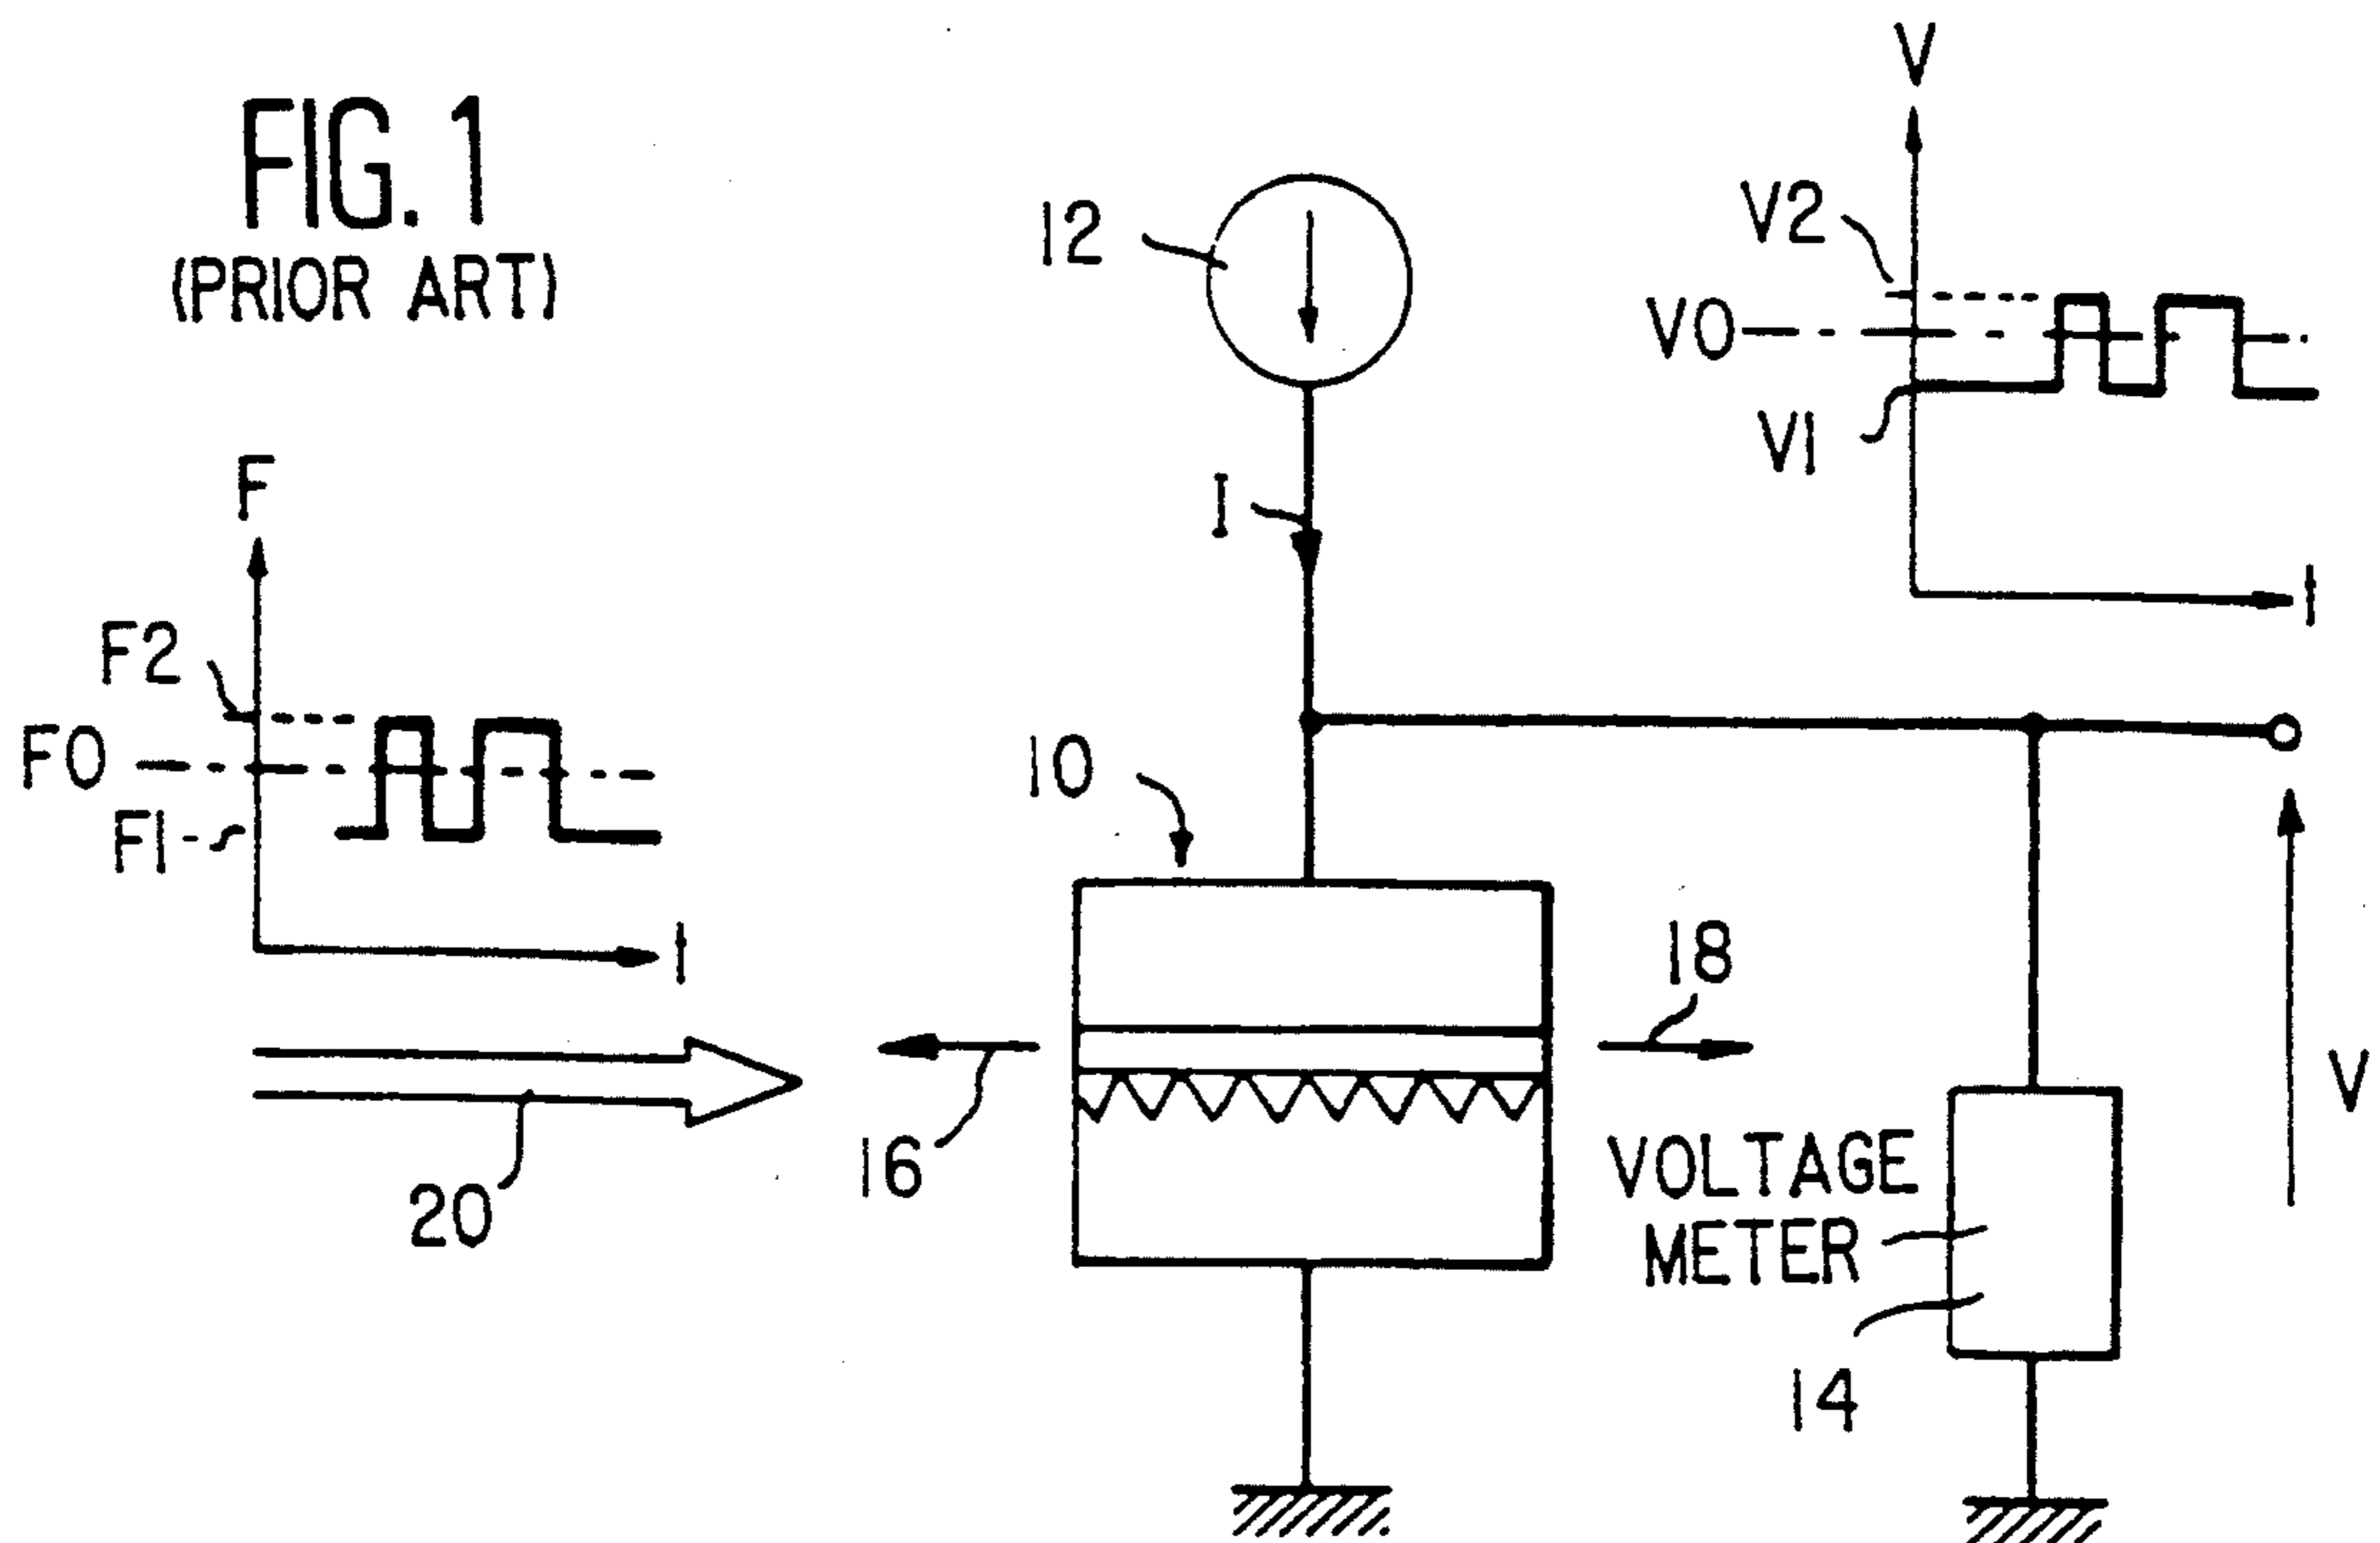 FIG. 1
(PRIOR ART)
12
I
V
V2
V0
V1
t
F
F2
F0
F1
t
10
18
16
20
VOLTAGE
METER
14
V